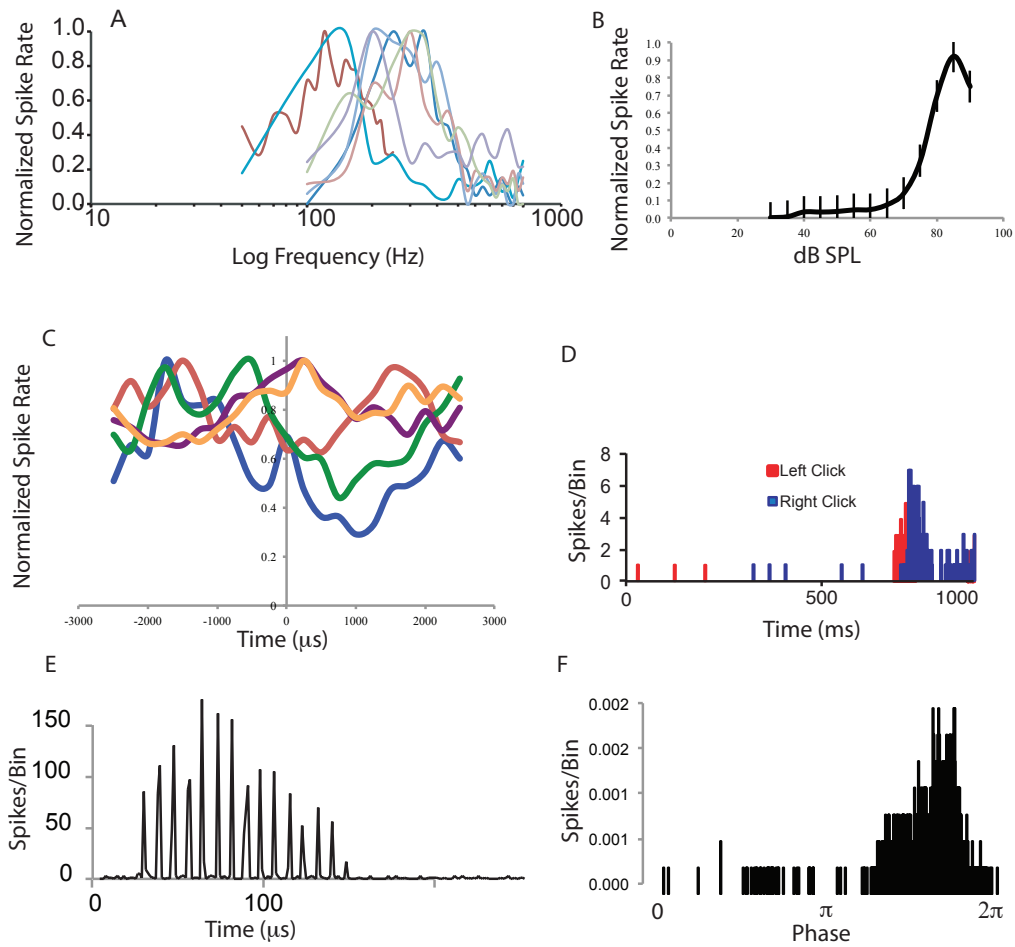 A
Normalized Spike Rate
1.0
0.8
0.6
0.4
0.2
0.0
10
100
1000
Log Frequency (Hz)
B
Normalized Spike Rate
1.0
0.9
0.8
0.7
0.6
0.5
0.4
0.3
0.2
0.1
0.0
0
20
40
60
80
100
dB SPL
C
Normalized Spike Rate
1
0.8
0.6
0.4
0.2
0
-3000
-2000
-1000
0
1000
2000
3000
Time (μs)
D
Spikes/Bin
8
6
4
2
0
Left Click
Right Click
0
500
1000
Time (ms)
E
Spikes/Bin
150
100
50
0
0
100
Time (μs)
F
Spikes/Bin
0.002
0.002
0.001
0.001
0.000
0
π
2π
Phase